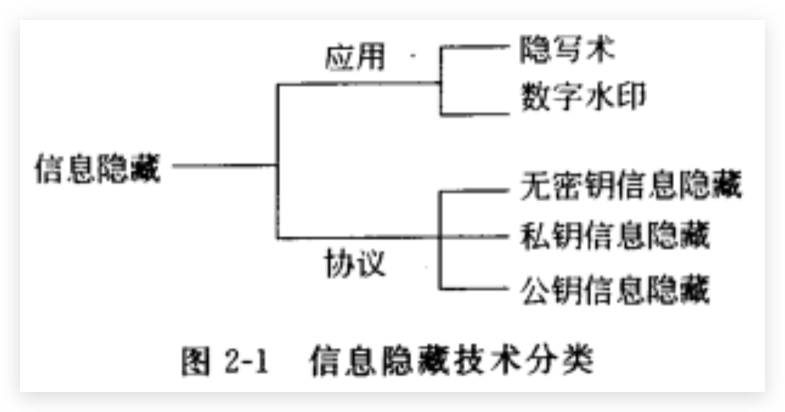 应用
隐写术
数字水印
信息隐藏
无密钥信息隐藏
私钥信息隐藏
协议
公钥信息隐藏
图 2-1 信息隐藏技术分类